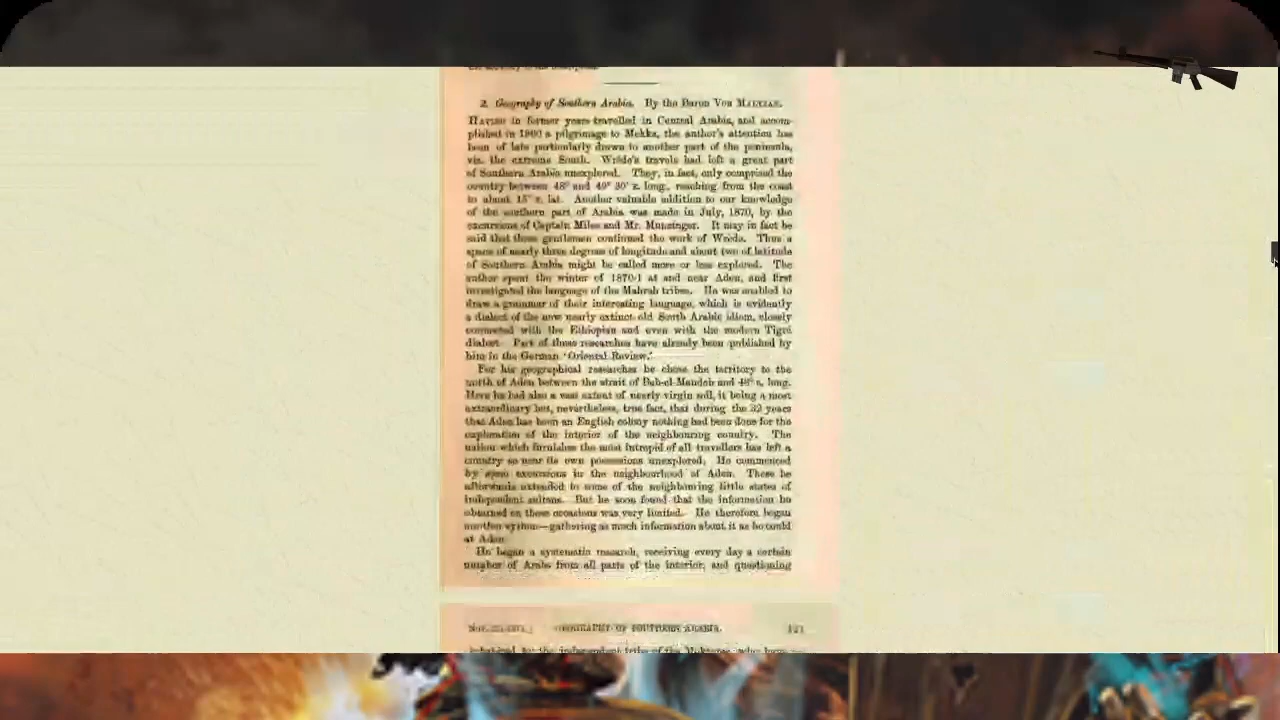 2. Geography of Southern Arabia. By the Baron Von Maltzan.
Having in former years travelled in Central Arabia, and accom-
plished in 1860 a pilgrimage to Mekka, the author's attention has
been of late particularly drawn to another part of the peninsula,
viz. the extreme South. Wrede's travels had left a great part
of Southern Arabia unexplored. They, in fact, only comprised the
country between 48° and 49° 30' E. long., reaching from the coast
to about 15° N. lat. Another valuable addition to our knowledge
of the southern part of Arabia was made in July, 1870, by the
excursions of Captain Miles and Mr. Munzinger. It may in fact be
said that these gentlemen continued the work of Wrede. Thus a
space of nearly three degrees of longitude and about two of latitude
of Southern Arabia might be called more or less explored. The
author spent the winter of 1870-1 at and near Aden, and first
investigated the language of the Mahrah tribes. He was enabled to
draw a grammar of their interesting language, which is evidently
a dialect of the now nearly extinct old South Arabic idiom, closely
connected with the Ethiopian and even with the modern Tigré
dialect. Part of these researches have already been published by
him in the German 'Oriental Review.'
For his geographical researches he chose the territory to the
north of Aden between the strait of Bab-el-Mandeb and 48° E. long.
Here he had also a vast extent of nearly virgin soil, it being a most
extraordinary but, nevertheless, true fact, that during the 32 years
that Aden has been an English colony nothing had been done for the
exploration of the interior of the neighbouring country. The
nation which furnishes the most intrepid of all travellers has left a
country so near its own possessions unexplored. He commenced
by some excursions in the neighbourhood of Aden. These he
afterwards extended to some of the neighbouring little states of
independent sultans. But he soon found that the information he
obtained on these occasions was very limited. He therefore began
another system—gathering as much information about it as he could
at Aden.
He began a systematic research, receiving every day a certain
number of Arabs from all parts of the interior, and questioning
GEOGRAPHY OF SOUTHERN ARABIA. 121
the independent tribe of the